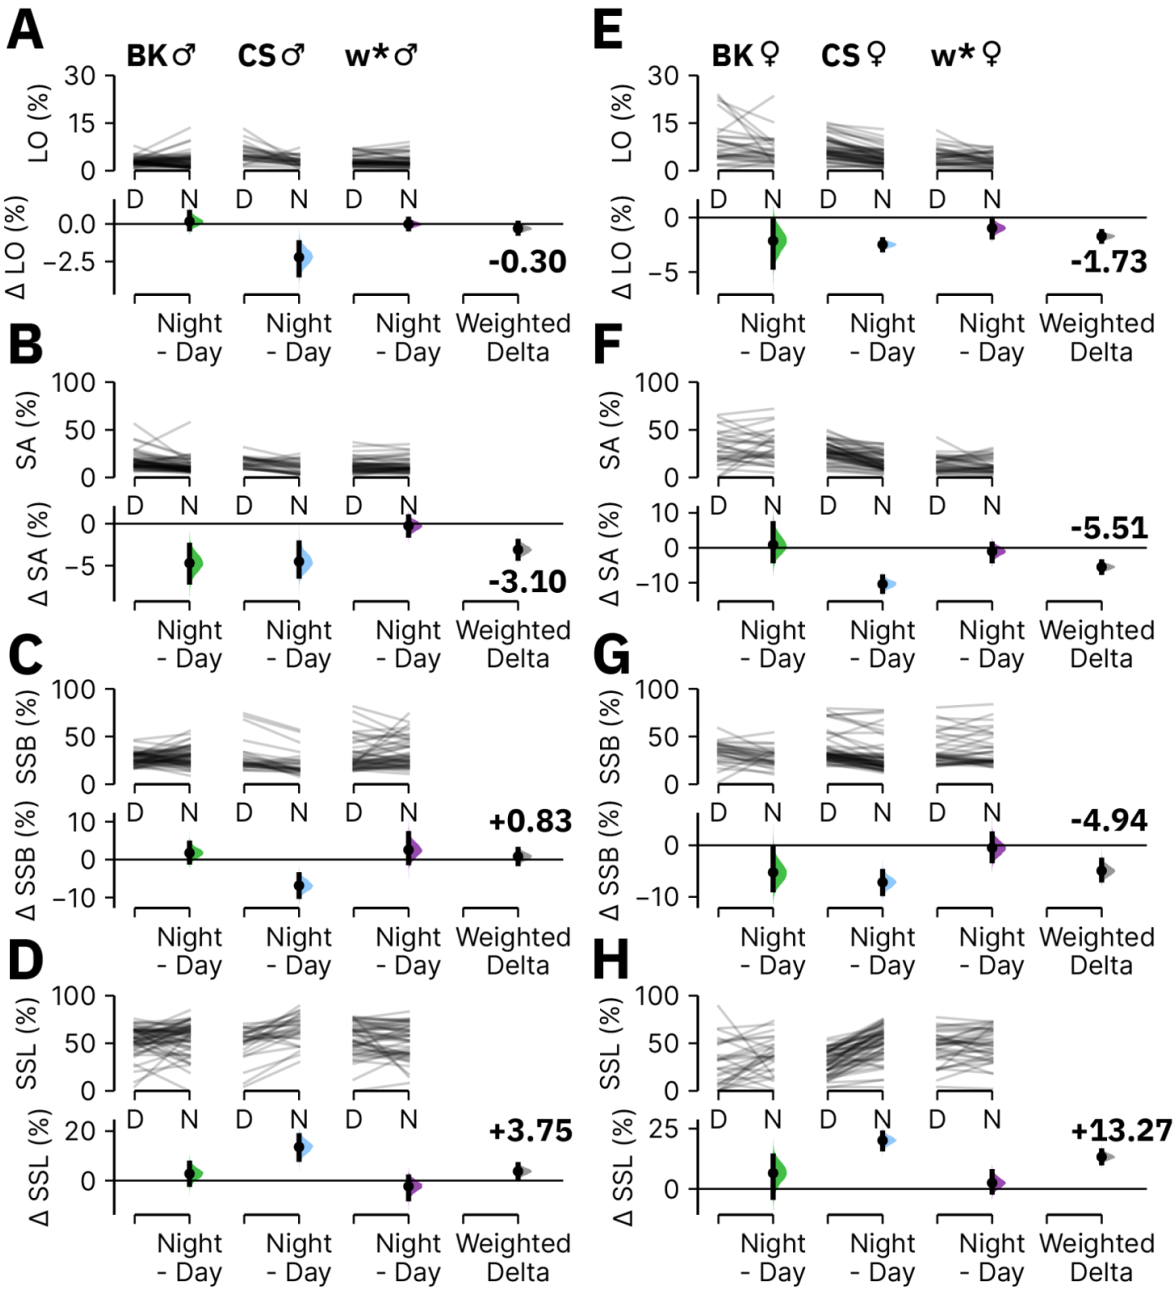 A
BK♂ CS♂ w*♂
LO (%)
30
15
0
D N D N D N
Δ LO (%)
0.0
−2.5
-0.30
Night - Day
Night - Day
Night - Day
Weighted Delta
B
SA (%)
100
50
0
D N D N D N
Δ SA (%)
0
−5
-3.10
Night - Day
Night - Day
Night - Day
Weighted Delta
C
SSB (%)
100
50
0
D N D N D N
Δ SSB (%)
10
0
−10
+0.83
Night - Day
Night - Day
Night - Day
Weighted Delta
D
SSL (%)
100
50
0
D N D N D N
Δ SSL (%)
20
0
+3.75
Night - Day
Night - Day
Night - Day
Weighted Delta
E
BK♀ CS♀ w*♀
LO (%)
30
15
0
D N D N D N
Δ LO (%)
0
−5
-1.73
Night - Day
Night - Day
Night - Day
Weighted Delta
F
SA (%)
100
50
0
D N D N D N
Δ SA (%)
10
0
−10
-5.51
Night - Day
Night - Day
Night - Day
Weighted Delta
G
SSB (%)
100
50
0
D N D N D N
Δ SSB (%)
0
−10
-4.94
Night - Day
Night - Day
Night - Day
Weighted Delta
H
SSL (%)
100
50
0
D N D N D N
Δ SSL (%)
25
0
+13.27
Night - Day
Night - Day
Night - Day
Weighted Delta